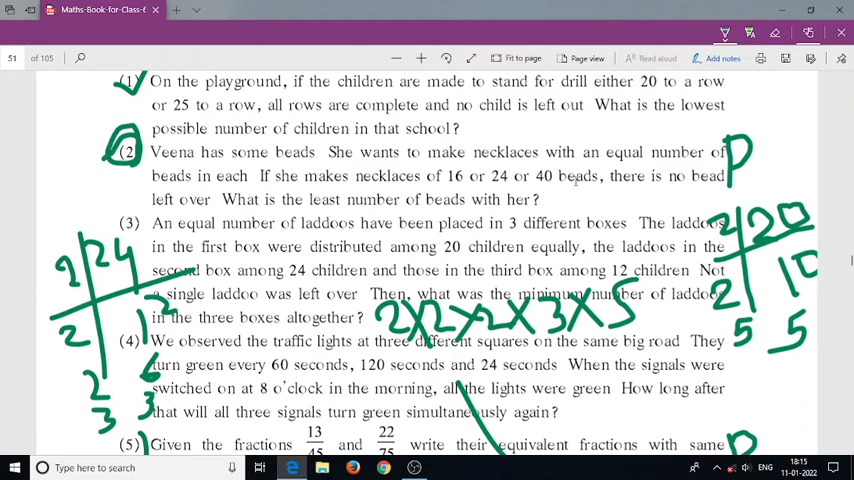 Maths-Book-for-Class-6
51 of 105
Fit to page
Page view
Read aloud
Add notes
(1) On the playground, if the children are made to stand for drill either 20 to a row
or 25 to a row, all rows are complete and no child is left out What is the lowest
possible number of children in that school?
(2) Veena has some beads She wants to make necklaces with an equal number of
beads in each If she makes necklaces of 16 or 24 or 40 beads, there is no bead
left over What is the least number of beads with her?
(3) An equal number of laddoos have been placed in 3 different boxes The laddoos
in the first box were distributed among 20 children equally, the laddoos in the
second box among 24 children and those in the third box among 12 children Not
a single laddoo was left over Then, what was the minimum number of laddoos
in the three boxes altogether?
(4) We observed the traffic lights at three different squares on the same big road They
turn green every 60 seconds, 120 seconds and 24 seconds When the signals were
switched on at 8 o'clock in the morning, all the lights were green How long after
that will all three signals turn green simultaneously again?
(5) Given the fractions 13/45 and 22/75 write their equivalent fractions with same
P
2 20
2 10
5 5
2 24
2 12
2 6
3 3
1
2×2×2×3×5
Type here to search
ENG
18:15
11-01-2022